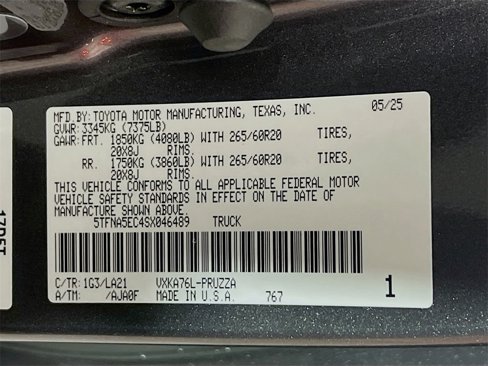 MFD.BY:TOYOTA MOTOR MANUFACTURING, TEXAS, INC. 05/25
GVWR:3345KG (7375LB)
GAWR:FRT. 1850KG (4080LB) WITH 265/60R20 TIRES,
20X8J RIMS.
RR. 1750KG (3860LB) WITH 265/60R20 TIRES,
20X8J RIMS.
THIS VEHICLE CONFORMS TO ALL APPLICABLE FEDERAL MOTOR
VEHICLE SAFETY STANDARDS IN EFFECT ON THE DATE OF
MANUFACTURE SHOWN ABOVE.
5TFNA5EC4SX046489 TRUCK
C/TR:1G3/LA21 VXKA76L-PRUZZA
A/TM: /AJA0F MADE IN U.S.A. 767
1